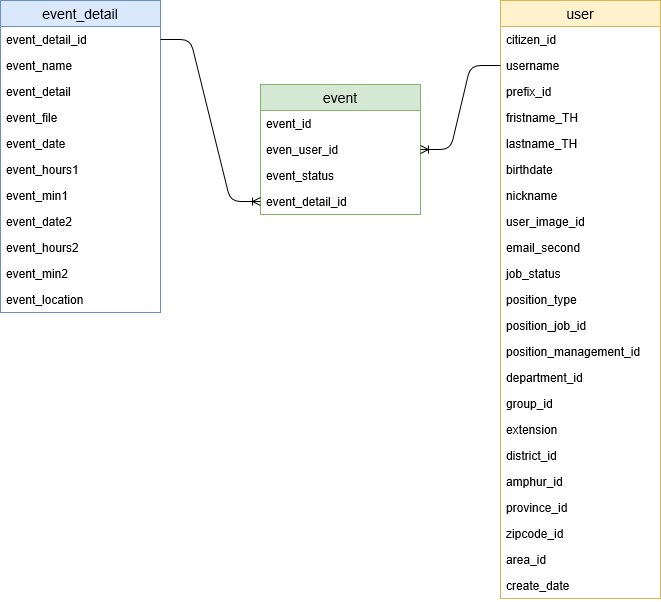 event_detail
event_detail_id
event_name
event_detail
event_file
event_date
event_hours1
event_min1
event_date2
event_hours2
event_min2
event_location
event
event_id
even_user_id
event_status
event_detail_id
user
citizen_id
username
prefix_id
fristname_TH
lastname_TH
birthdate
nickname
user_image_id
email_second
job_status
position_type
position_job_id
position_management_id
department_id
group_id
extension
district_id
amphur_id
province_id
zipcode_id
area_id
create_date